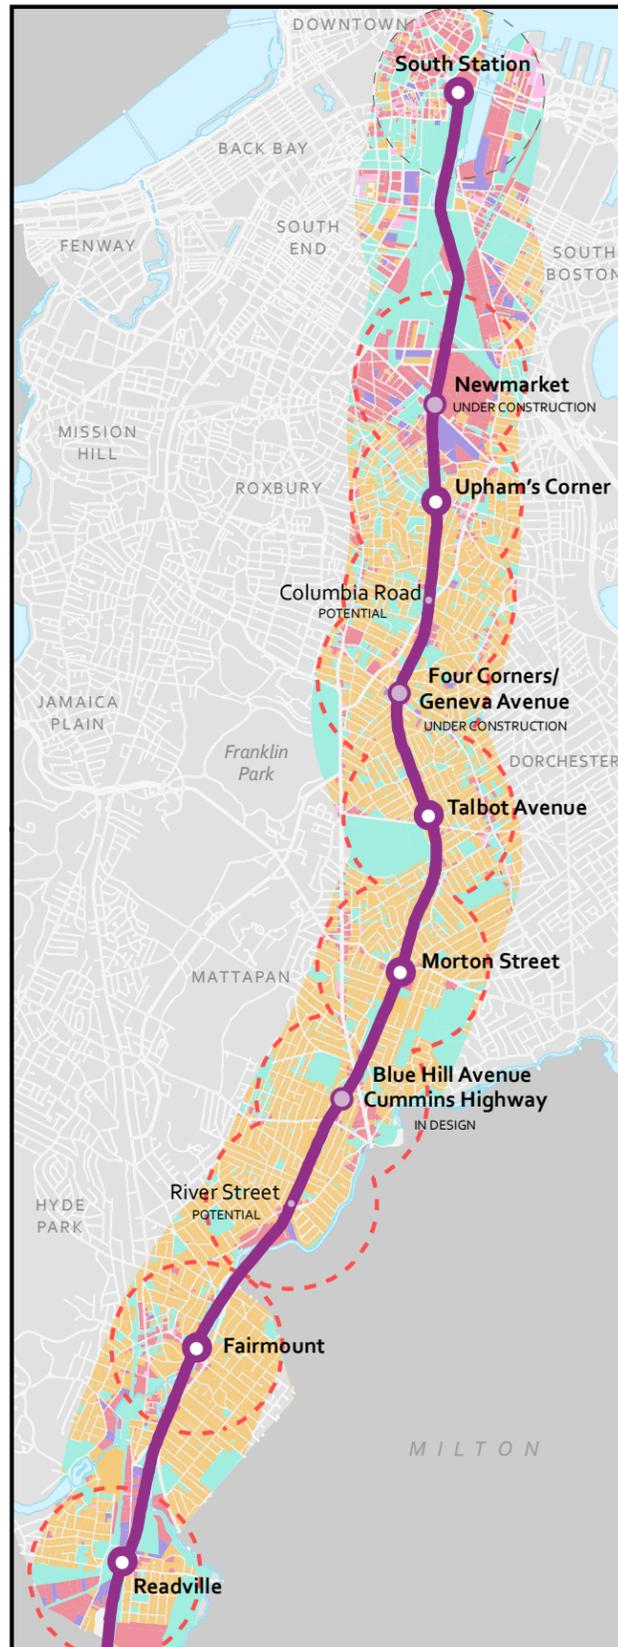 DOWNTOWN
South Station
BACK BAY
SOUTH
END
FENWAY
SOUTH
BOSTON
Newmarket
UNDER CONSTRUCTION
MISSION
HILL
ROXBURY
Upham's Corner
Columbia Road
POTENTIAL
Four Corners/
Geneva Avenue
UNDER CONSTRUCTION
JAMAICA
PLAIN
Franklin
Park
DORCHESTER
Talbot Avenue
Morton Street
MATTAPAN
Blue Hill Avenue
Cummins Highway
IN DESIGN
River Street
POTENTIAL
HYDE
PARK
Fairmount
MILTON
Readville